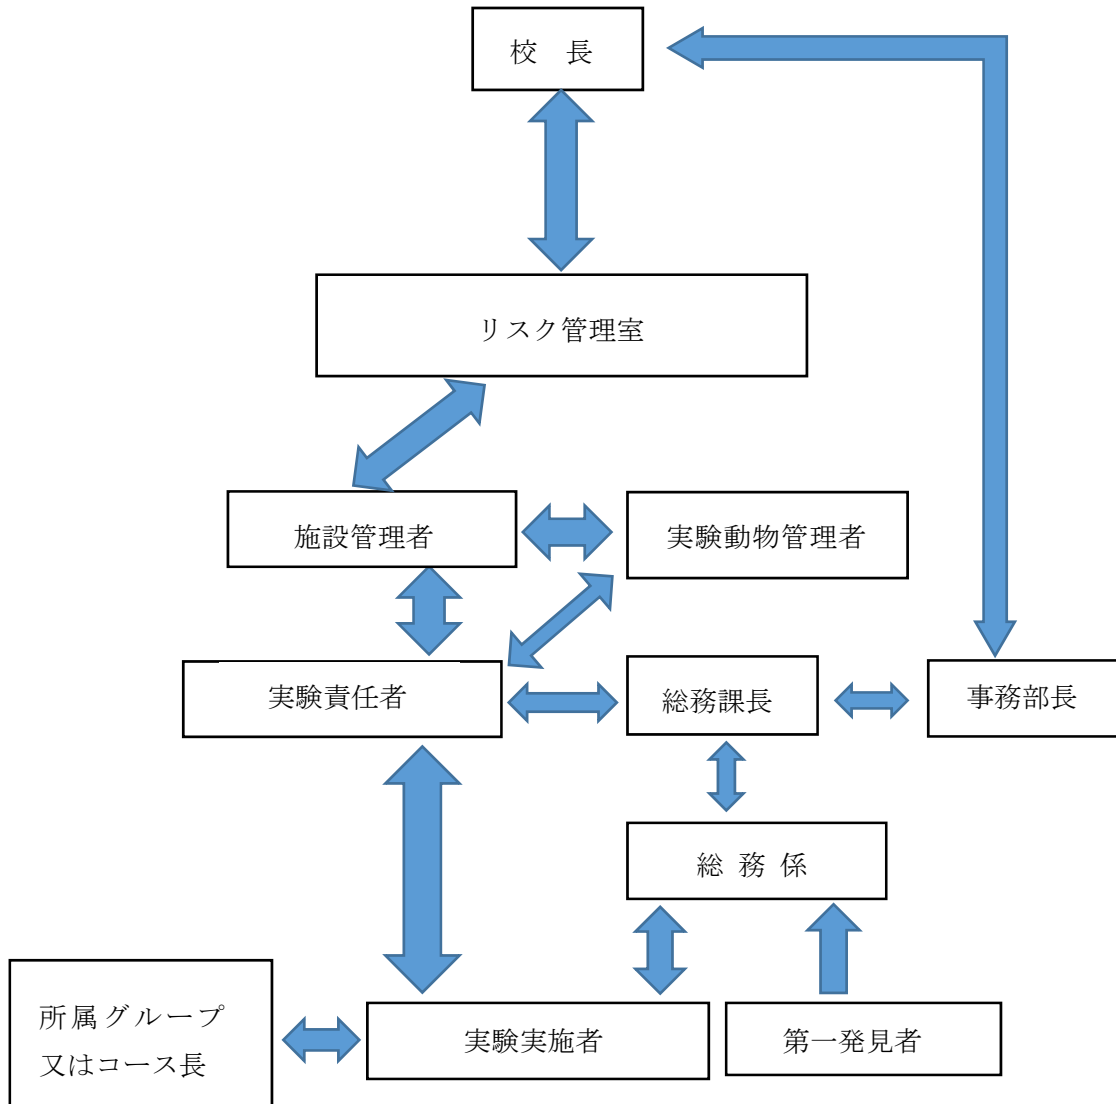 校　長
リスク管理室
施設管理者
実験動物管理者
実験責任者
総務課長
事務部長
総 務 係
所属グループ
又はコース長
実験実施者
第一発見者